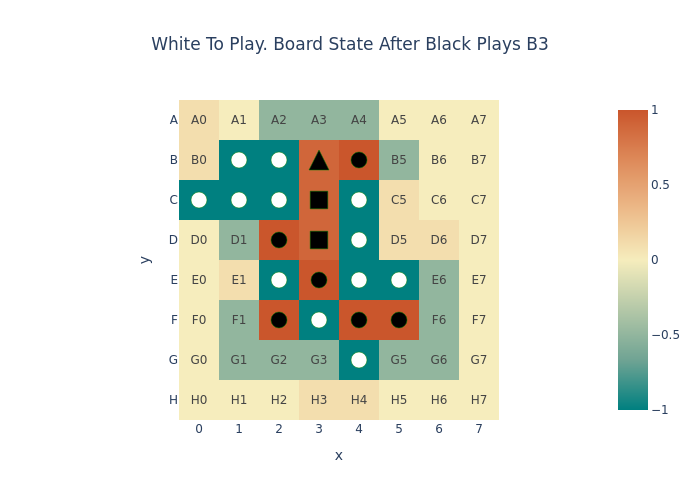 White To Play. Board State After Black Plays B3
A A0 A1 A2 A3 A4 A5 A6 A7 1
B B0 B5 B6 B7
C C5 C6 C7 0.5
D D0 D1 D5 D6 D7
y 0
E E0 E1 E6 E7
F F0 F1 F6 F7 −0.5
G G0 G1 G2 G3 G5 G6 G7
H H0 H1 H2 H3 H4 H5 H6 H7 −1
0 1 2 3 4 5 6 7
x